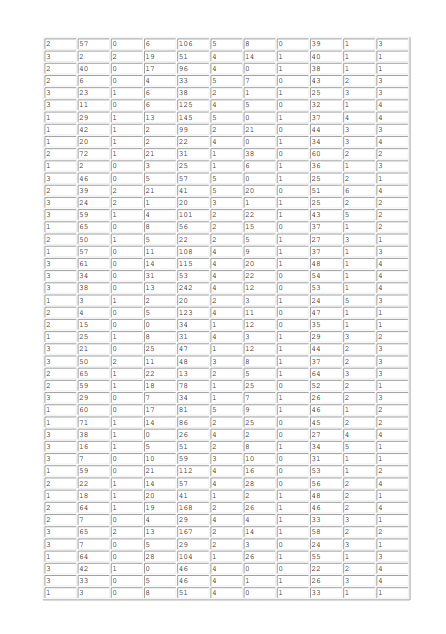 2 57 0 6 106 5 8 0 39 1 3
3 2 2 19 51 4 14 1 40 1 1
2 40 0 17 96 4 0 1 38 1 1
2 6 0 4 33 5 7 0 43 2 3
3 23 1 6 38 2 1 1 25 3 3
3 11 0 6 125 4 5 0 32 1 4
1 29 1 13 145 5 0 1 37 4 4
1 42 1 2 99 2 21 0 44 3 3
1 20 1 2 22 4 0 1 34 3 4
2 72 1 21 31 1 38 0 60 2 2
1 2 0 3 25 1 6 1 36 1 3
3 46 0 5 57 5 0 1 25 2 1
2 39 2 21 41 5 20 0 51 6 4
3 24 2 1 20 3 1 1 25 2 2
3 59 1 4 101 2 22 1 43 5 2
1 65 0 8 56 2 15 0 37 1 2
2 50 1 5 22 2 5 1 27 3 1
1 57 0 11 108 4 9 1 37 1 3
3 61 0 14 115 4 20 1 48 1 4
3 34 0 31 53 4 22 0 54 1 4
3 38 0 13 242 4 12 0 53 1 4
1 3 1 2 20 2 3 1 24 5 3
2 4 0 5 123 4 11 0 47 1 1
2 15 0 0 34 1 12 0 35 1 1
1 25 1 8 31 4 3 1 29 3 2
3 21 0 25 47 1 12 1 44 2 3
3 50 2 11 48 3 8 1 37 2 3
2 65 1 22 13 2 5 1 64 3 3
2 59 1 18 78 1 25 0 52 2 1
3 29 0 7 34 1 7 1 26 2 3
1 60 0 17 81 5 9 1 46 1 2
1 71 1 14 86 2 25 0 45 2 2
3 38 1 0 26 4 2 0 27 4 4
3 16 1 5 51 2 8 1 34 5 1
3 7 0 10 59 3 10 0 31 1 1
1 59 0 21 112 4 16 0 53 1 2
2 22 1 14 57 4 28 0 56 2 4
1 18 1 20 41 1 2 1 48 2 1
2 64 1 19 168 2 26 1 46 2 4
2 7 0 4 29 4 4 1 33 3 1
3 65 2 13 167 2 14 1 58 2 2
3 7 0 5 29 2 3 0 24 3 1
1 64 0 28 104 1 26 1 55 1 3
3 42 1 0 46 4 0 0 22 2 4
3 33 0 5 46 4 1 1 26 3 4
1 3 0 8 51 4 0 1 33 1 1